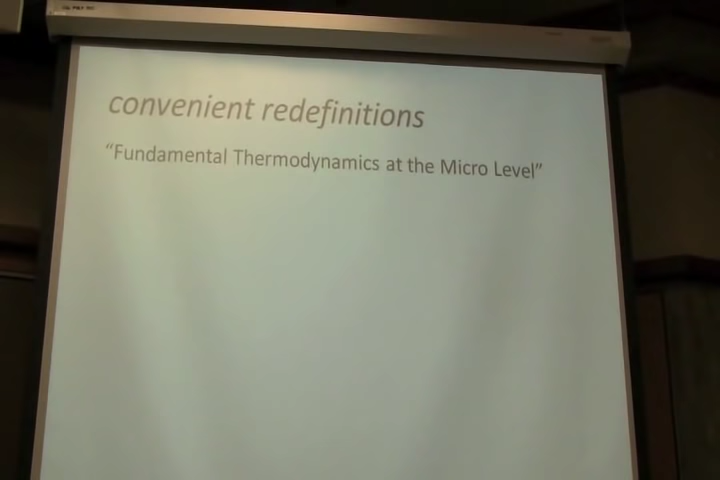 convenient redefinitions
“Fundamental Thermodynamics at the Micro Level”